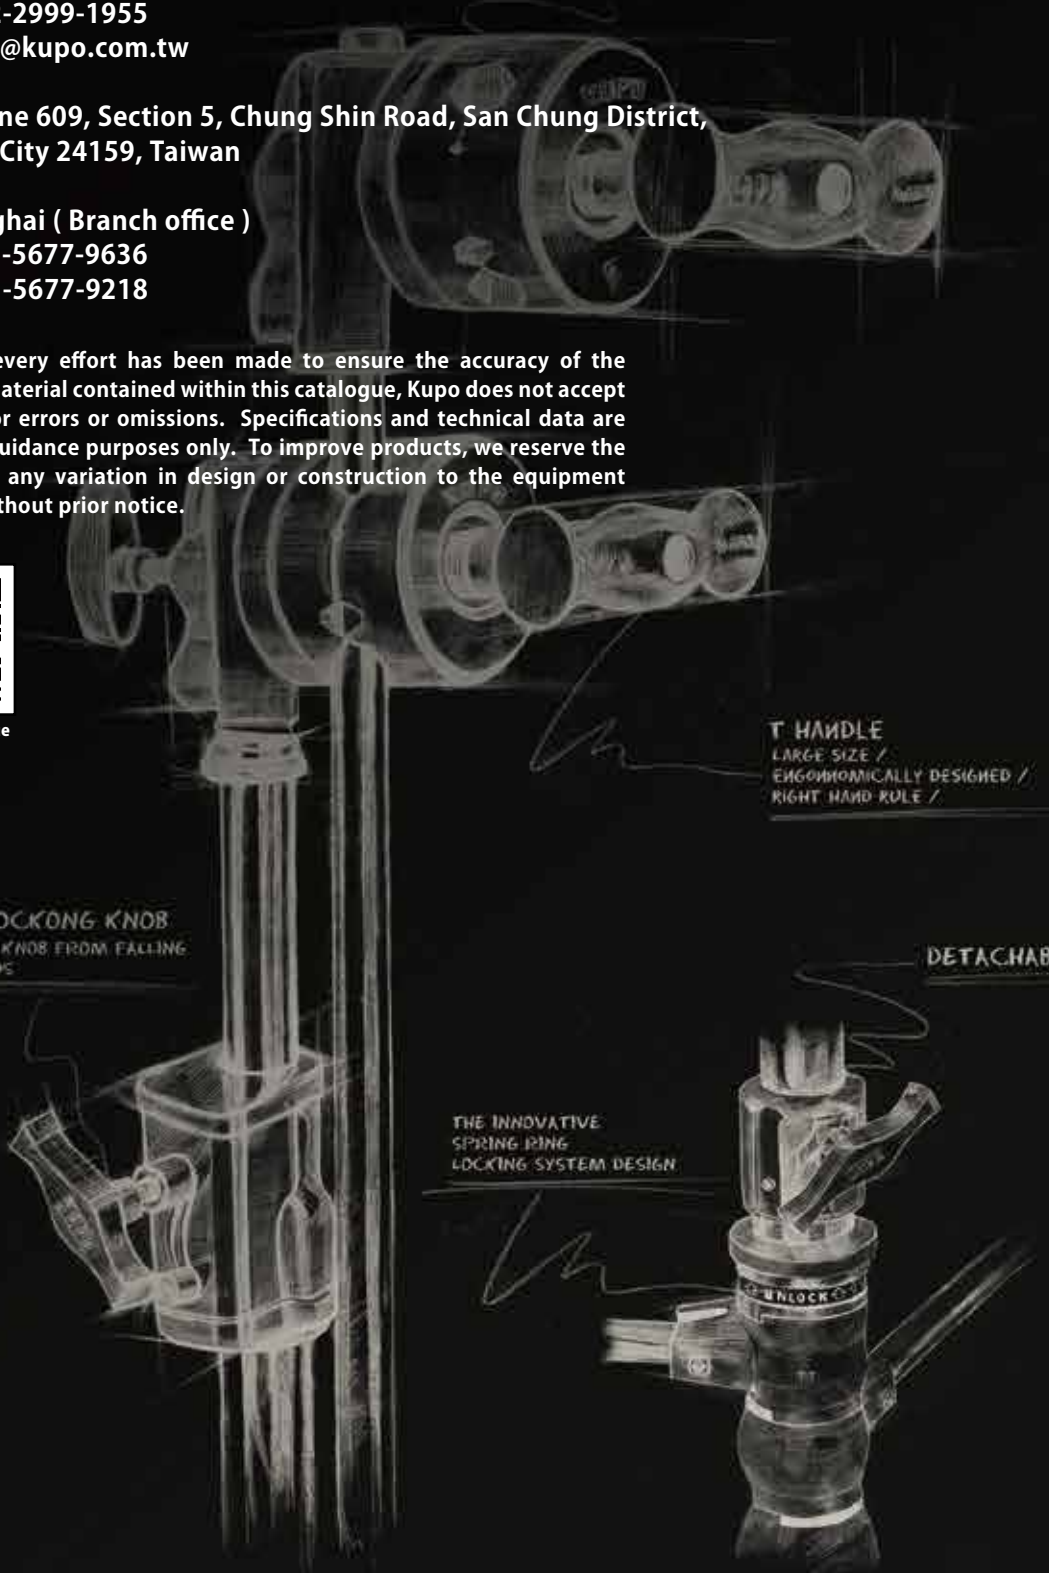 -2999-1955
@kupo.com.tw
ne 609, Section 5, Chung Shin Road, San Chung District,
City 24159, Taiwan
ghai ( Branch office )
-5677-9636
-5677-9218
every effort has been made to ensure the accuracy of the
aterial contained within this catalogue, Kupo does not accept
or errors or omissions. Specifications and technical data are
uidance purposes only. To improve products, we reserve the
any variation in design or construction to the equipment
thout prior notice.
e
T HANDLE
LARGE SIZE /
ENGONNOMICALLY DESIGNED /
RIGHT HAND RULE /
OCKONG KNOB
KNOB FROM FALLING
DS
DETACHAB
THE INNOVATIVE
SPRING RING
LOCKING SYSTEM DESIGN
UNLOCK